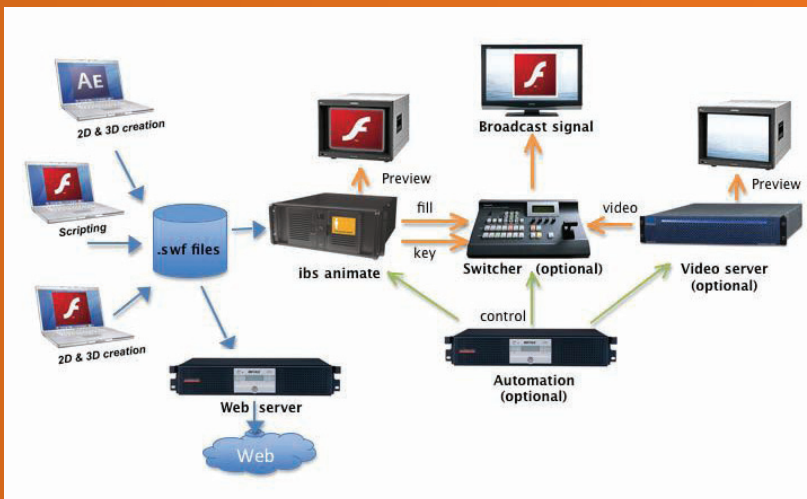 AE
2D & 3D creation
Scripting
2D & 3D creation
.swf files
Preview
ibs animate
fill
key
Broadcast signal
Switcher (optional)
video
Preview
Video server
(optional)
control
Automation
(optional)
Web server
Web